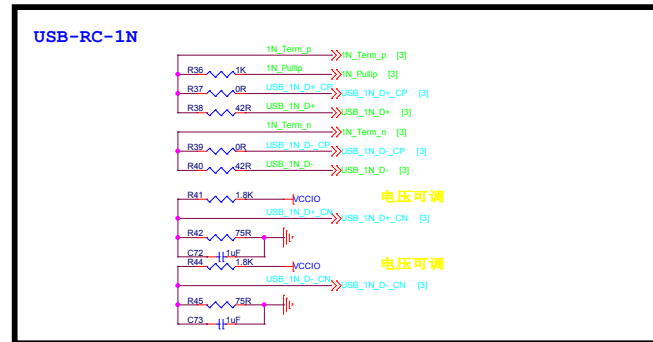 USB-RC-1N
1N_Term_p 1N_Term_p [3]
R36 1K 1N_Pullip 1N_Pullip [3]
R37 0R USB_1N_D+_CP USB_1N_D+_CP [3]
R38 42R USB_1N_D+ USB_1N_D+ [3]
1N_Term_n 1N_Term_n [3]
R39 0R USB_1N_D-_CP USB_1N_D-_CP [3]
R40 42R USB_1N_D- USB_1N_D- [3]
R41 1.8K VCCIO 电压可调
USB_1N_D+_CN USB_1N_D+_CN [3]
R42 75R
C72 1uF
R44 1.8K VCCIO 电压可调
USB_1N_D-_CN USB_1N_D-_CN [3]
R45 75R
C73 1uF